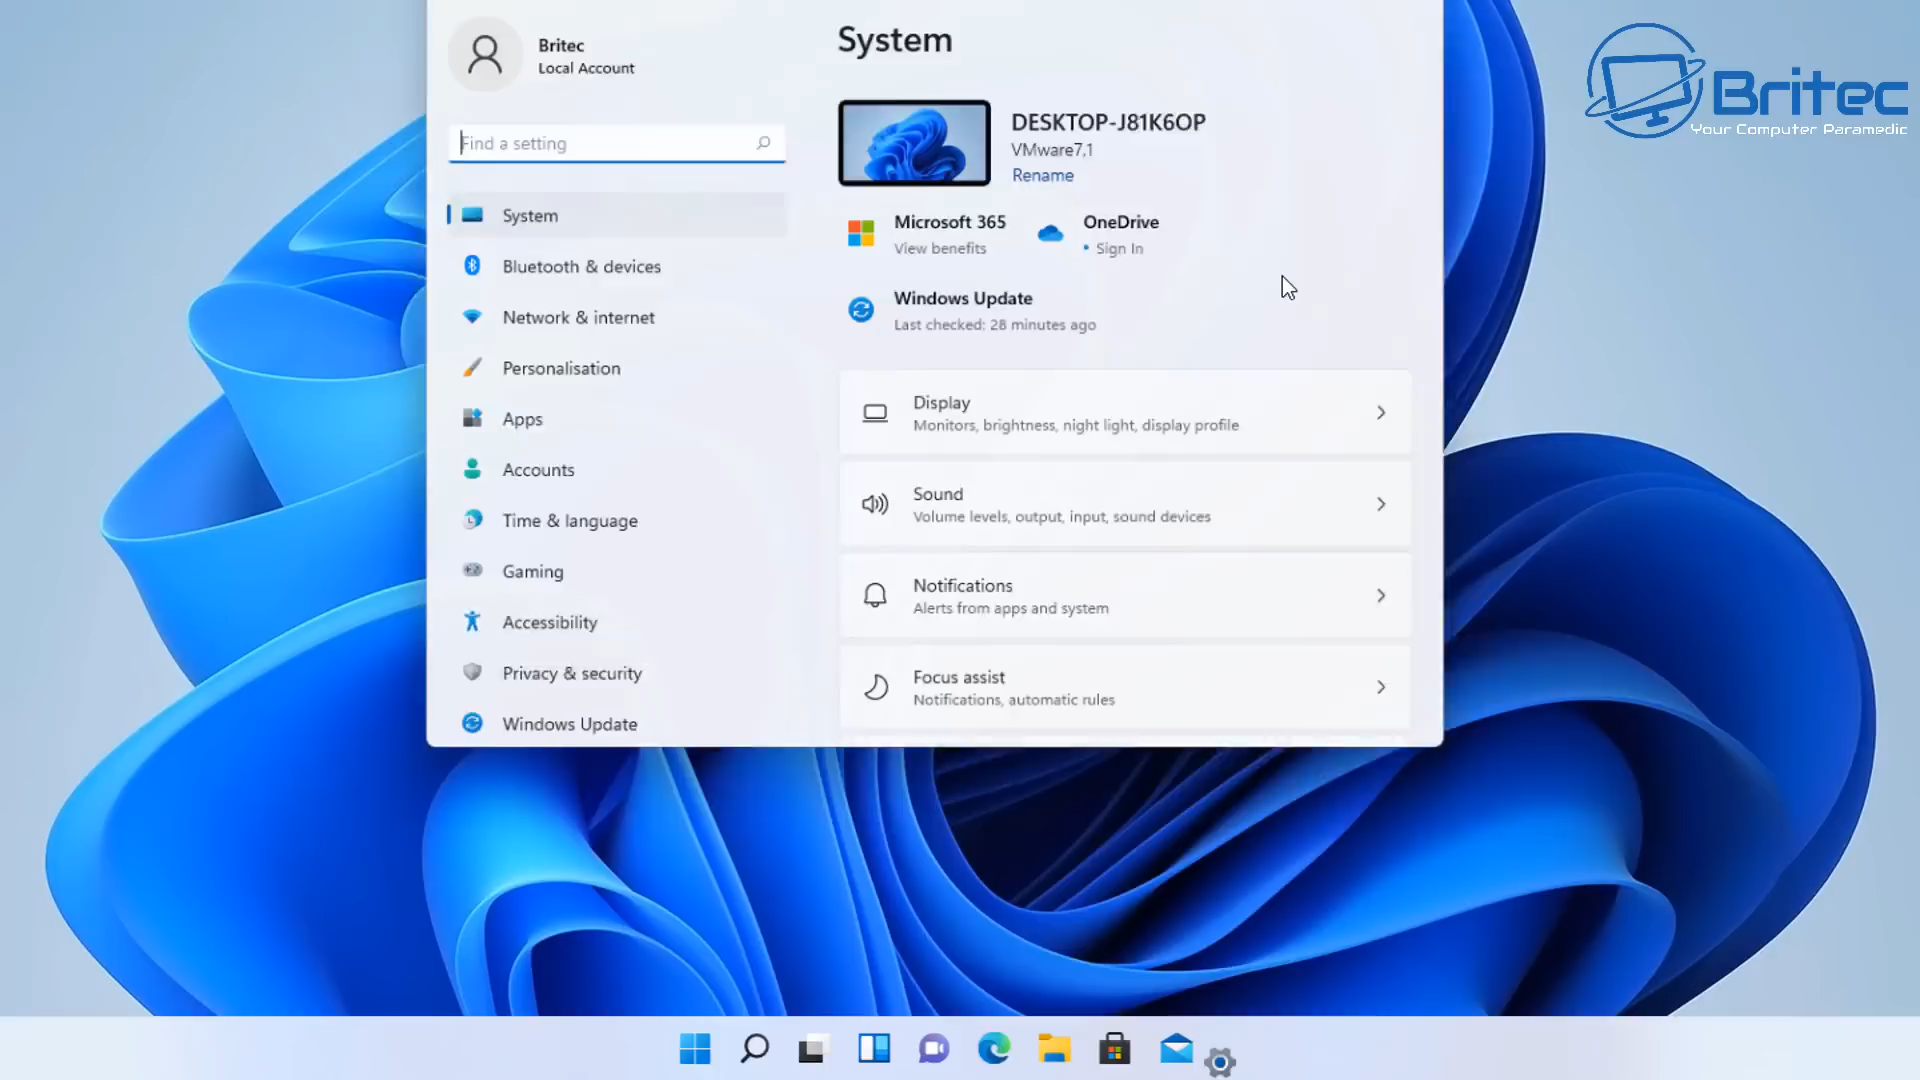 Britec
Local Account
Find a setting
System
Bluetooth & devices
Network & internet
Personalisation
Apps
Accounts
Time & language
Gaming
Accessibility
Privacy & security
Windows Update
System
DESKTOP-J81K6OP
VMware7,1
Rename
Microsoft 365
View benefits
OneDrive
• Sign In
Windows Update
Last checked: 28 minutes ago
Display
Monitors, brightness, night light, display profile
Sound
Volume levels, output, input, sound devices
Notifications
Alerts from apps and system
Focus assist
Notifications, automatic rules
Britec
Your Computer Paramedic